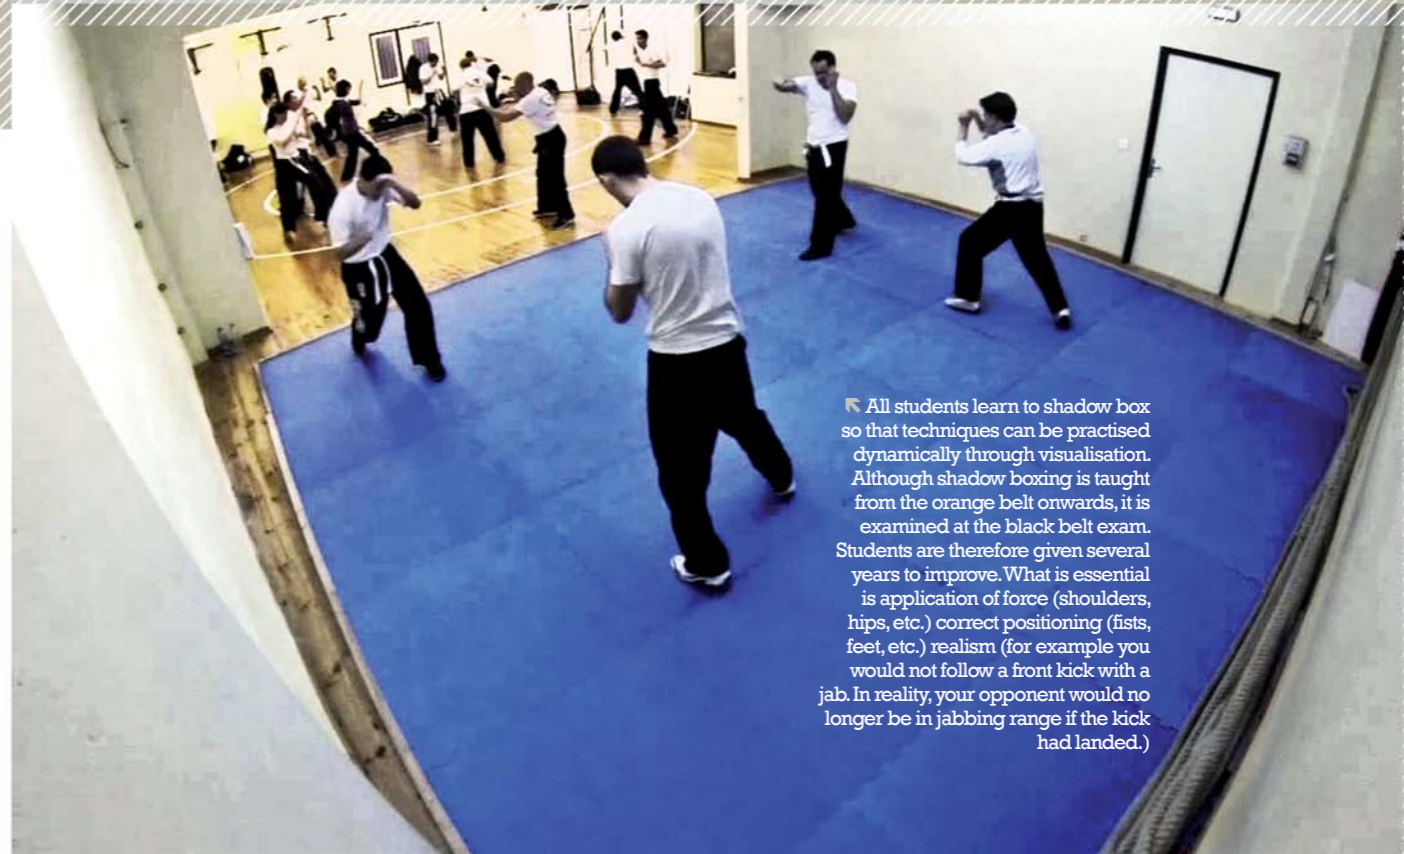 All students learn to shadow box
so that techniques can be practised
dynamically through visualisation.
Although shadow boxing is taught
from the orange belt onwards, it is
examined at the black belt exam.
Students are therefore given several
years to improve. What is essential
is application of force (shoulders,
hips, etc.) correct positioning (fists,
feet, etc.) realism (for example you
would not follow a front kick with a
jab. In reality, your opponent would no
longer be in jabbing range if the kick
had landed.)